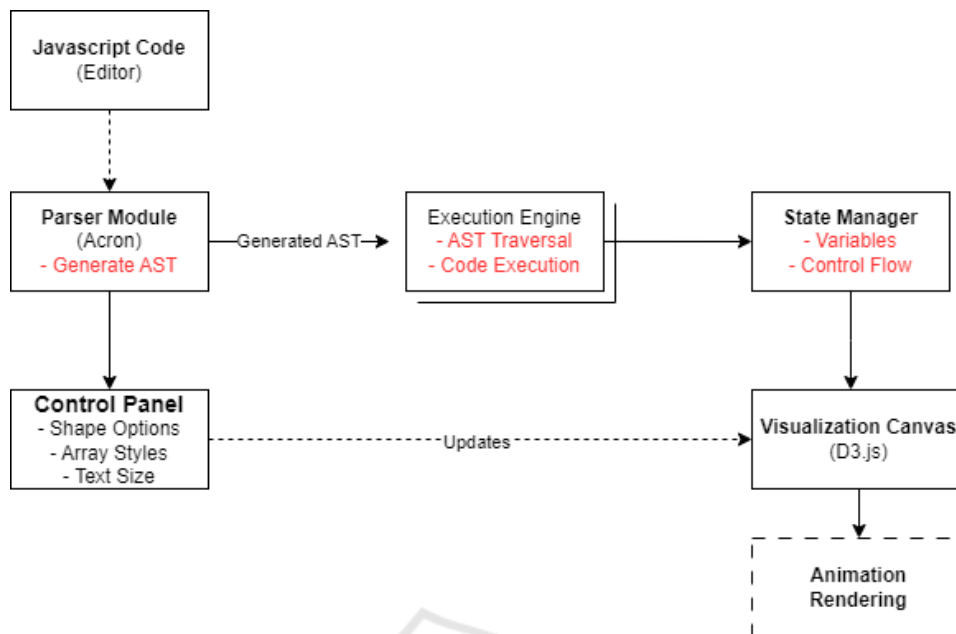 Javascript Code
(Editor)
Parser Module
(Acron)
- Generate AST
Generated AST
Execution Engine
- AST Traversal
- Code Execution
State Manager
- Variables
- Control Flow
Control Panel
- Shape Options
- Array Styles
- Text Size
Updates
Visualization Canvas
(D3.js)
Animation
Rendering